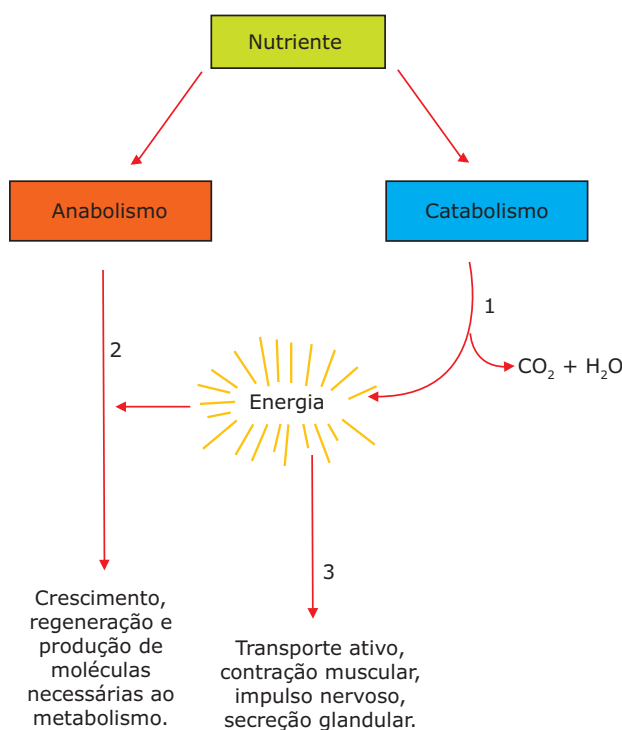 Nutriente
Anabolismo
Catabolismo
1
2
CO₂ + H₂O
Energia
3
Crescimento,
regeneração e
produção de
moléculas
necessárias ao
metabolismo.
Transporte ativo,
contração muscular,
impulso nervoso,
secreção glandular.